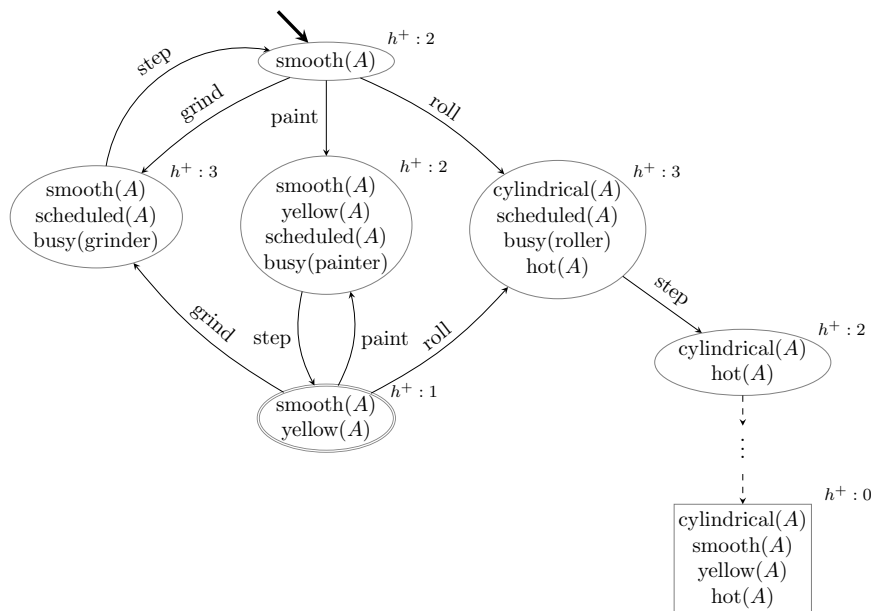 h⁺ : 2
smooth(A)
step
grind
paint
roll
h⁺ : 3
smooth(A)
scheduled(A)
busy(grinder)
h⁺ : 2
smooth(A)
yellow(A)
scheduled(A)
busy(painter)
h⁺ : 3
cylindrical(A)
scheduled(A)
busy(roller)
hot(A)
grind
step
paint
roll
step
h⁺ : 1
smooth(A)
yellow(A)
h⁺ : 2
cylindrical(A)
hot(A)
⋮
h⁺ : 0
cylindrical(A)
smooth(A)
yellow(A)
hot(A)